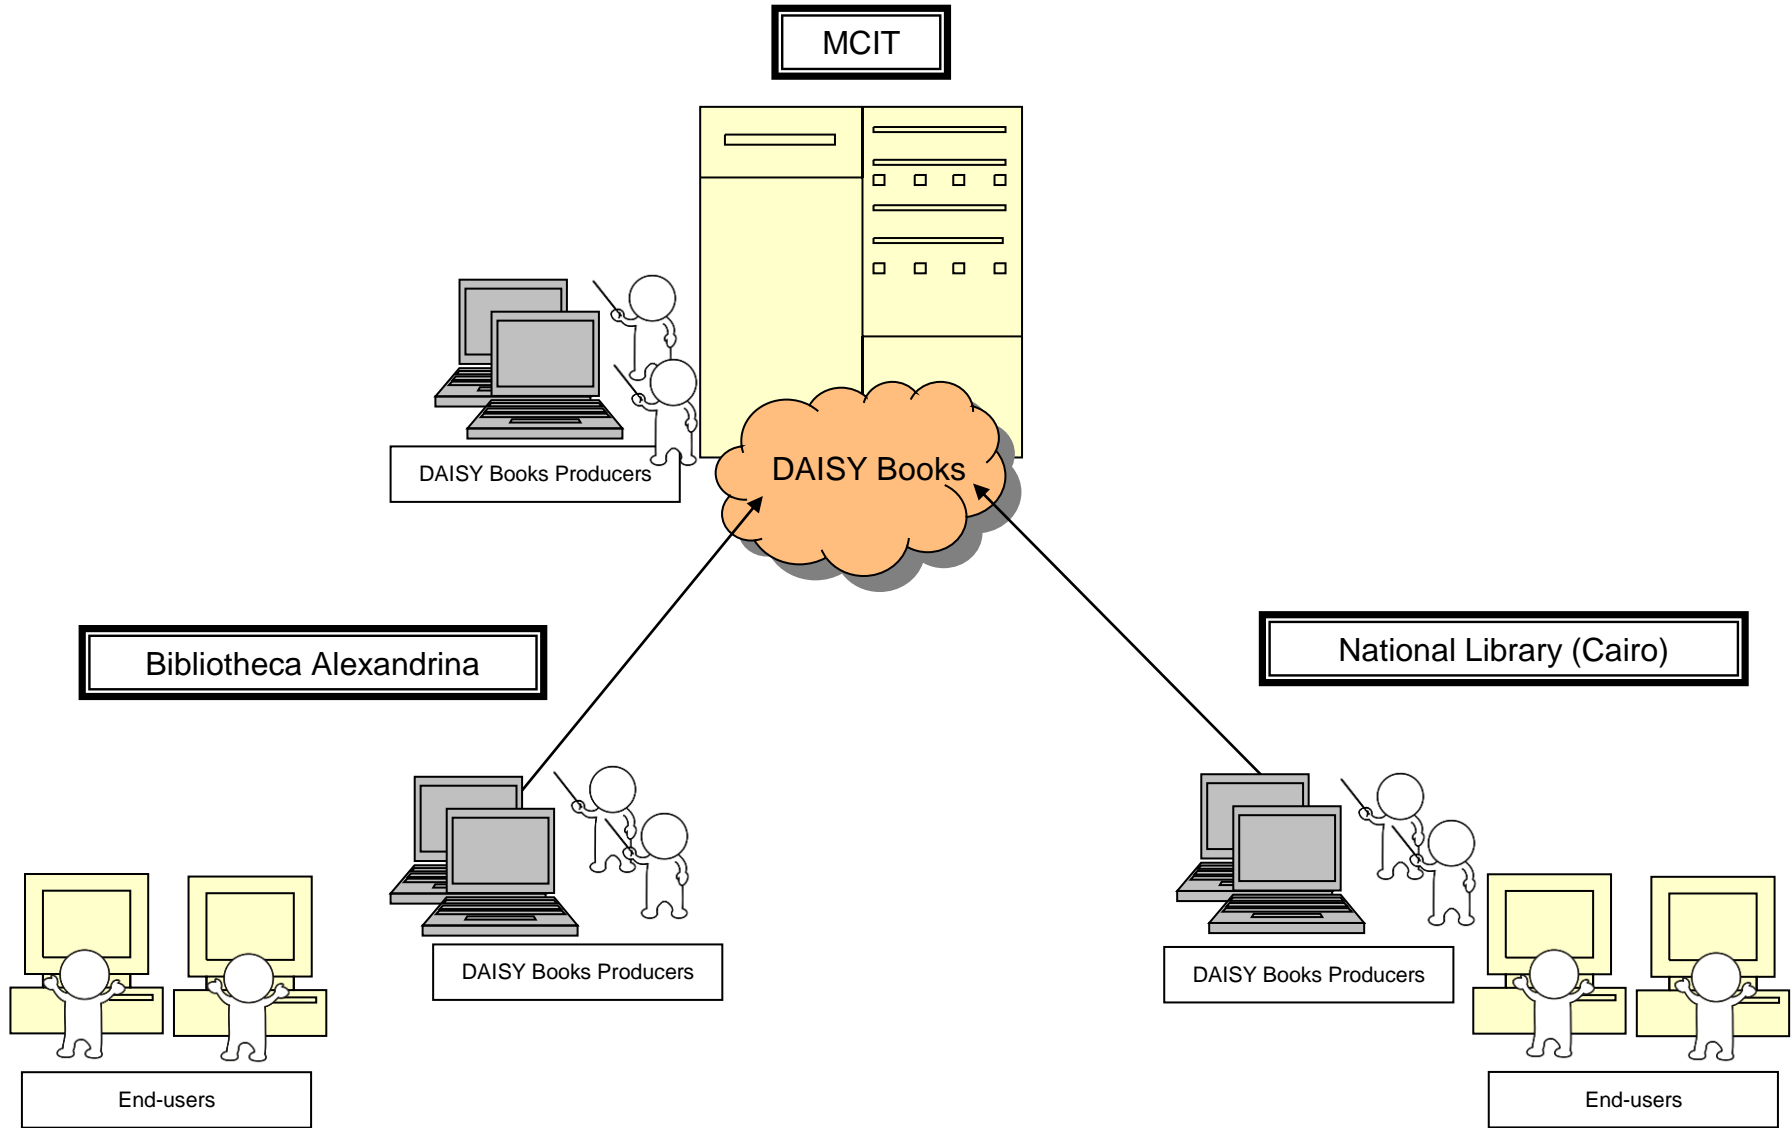 MCIT
DAISY Books Producers
DAISY Books
Bibliotheca Alexandrina
National Library (Cairo)
DAISY Books Producers
DAISY Books Producers
End-users
End-users